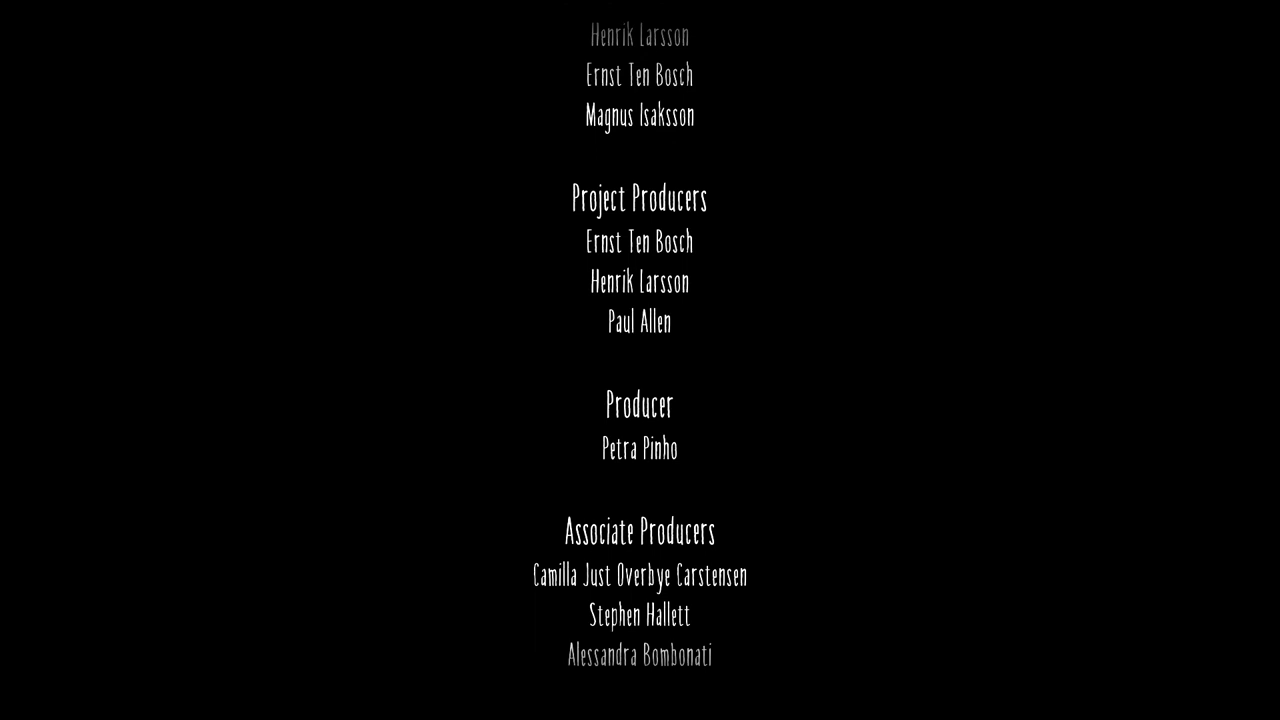 Henrik Larsson
Ernst Ten Bosch
Magnus Isaksson
Project Producers
Ernst Ten Bosch
Henrik Larsson
Paul Allen
Producer
Petra Pinho
Associate Producers
Camilla Just Overbye Carstensen
Stephen Hallett
Alessandra Bombonati